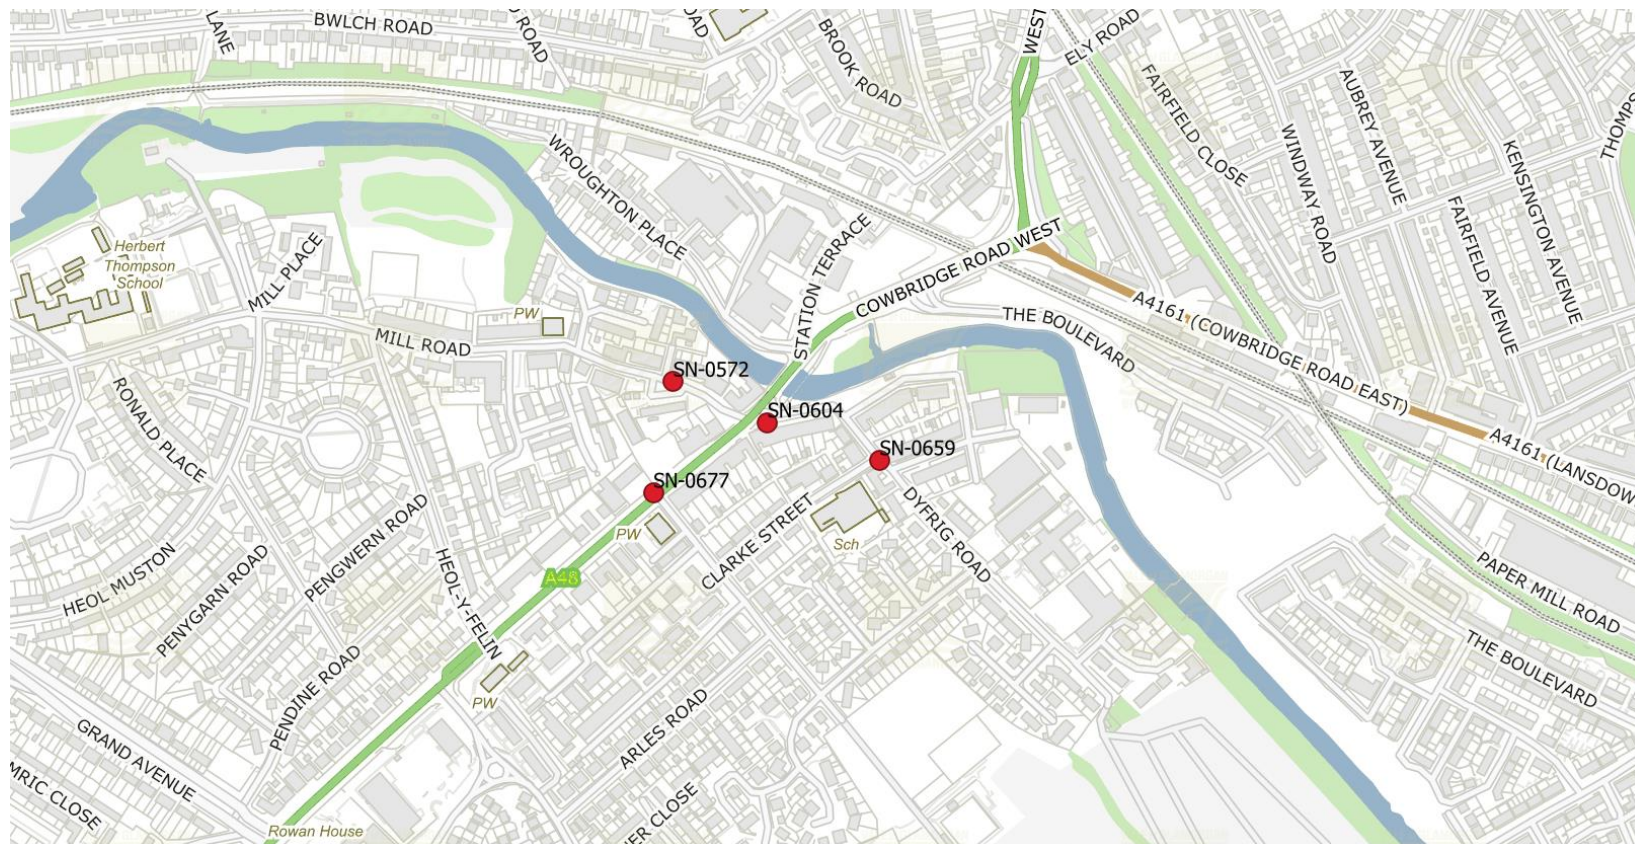 LANE
BWLCH ROAD
ROAD
BROOK ROAD
WEST
ELY ROAD
FAIRFIELD CLOSE
AUBREY AVENUE
WINDWAY ROAD
KENSINGTON AVENUE
FAIRFIELD AVENUE
THOMPS
WROUGHTON PLACE
Herbert
Thompson
School
MILL PLACE
STATION TERRACE
COWBRIDGE ROAD WEST
A4161 (COWBRIDGE ROAD EAST)
THE BOULEVARD
PW
MILL ROAD
SN-0572
SN-0604
SN-0659
SN-0677
RONALD PLACE
A4161 (LANSDOW
CLARKE STREET
DYFRIG ROAD
PW
Sch
HEOL MUSTON
PENYGARN ROAD
PENGWERN ROAD
HEOL-Y-FELIN
A48
PAPER MILL ROAD
THE BOULEVARD
PENDINE ROAD
PW
ARLES ROAD
GRAND AVENUE
MRIC CLOSE
Rowan House
ER CLOSE